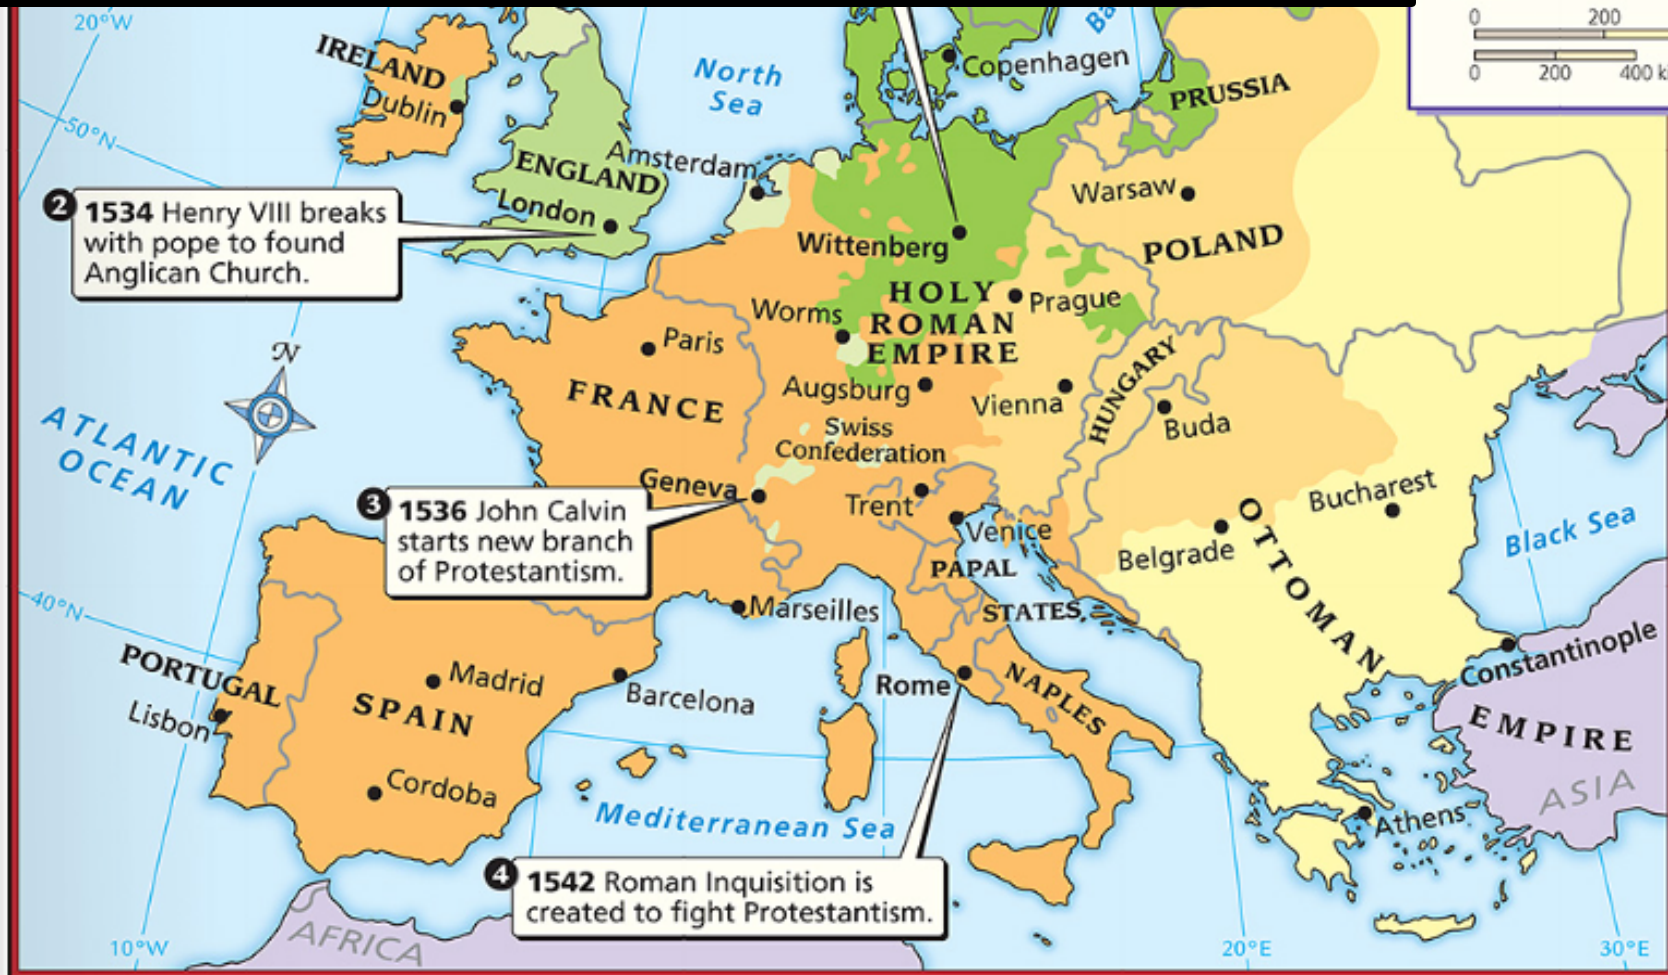 20°W
0 200
0 200 400 k
IRELAND
Dublin
North
Sea
Ba
Copenhagen
PRUSSIA
50°N
ENGLAND
London
Amsterdam
Warsaw
POLAND
2 1534 Henry VIII breaks
with pope to found
Anglican Church.
Wittenberg
HOLY
ROMAN
EMPIRE
Prague
Worms
Paris
N
FRANCE
Augsburg
Vienna
HUNGARY
Buda
Swiss
Confederation
ATLANTIC
OCEAN
Geneva
Trent
Venice
Bucharest
Belgrade
Black Sea
3 1536 John Calvin
starts new branch
of Protestantism.
PAPAL
STATES
OTTOMAN
EMPIRE
40°N
Marseilles
Constantinople
PORTUGAL
Lisbon
Madrid
SPAIN
Barcelona
Rome
NAPLES
Cordoba
Mediterranean Sea
Athens
ASIA
4 1542 Roman Inquisition is
created to fight Protestantism.
AFRICA
10°W
20°E
30°E